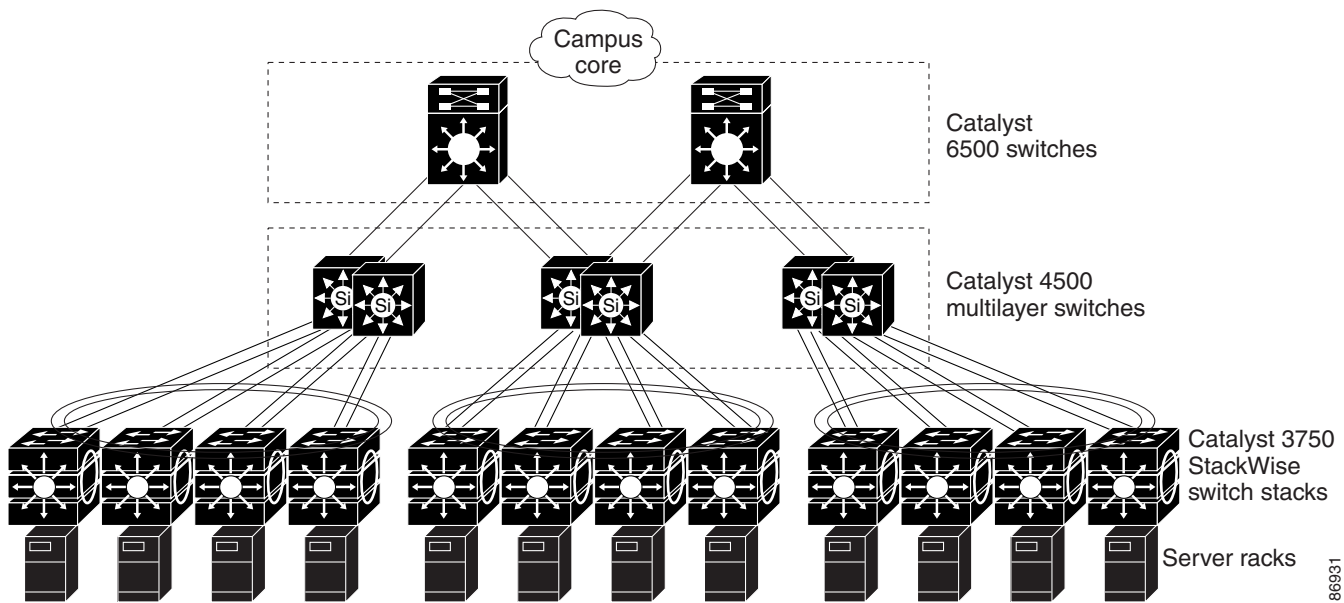 Campus
core
Catalyst
6500 switches
Si
Si
Si
Si
Si
Si
Catalyst 4500
multilayer switches
Catalyst 3750
StackWise
switch stacks
Server racks
86931